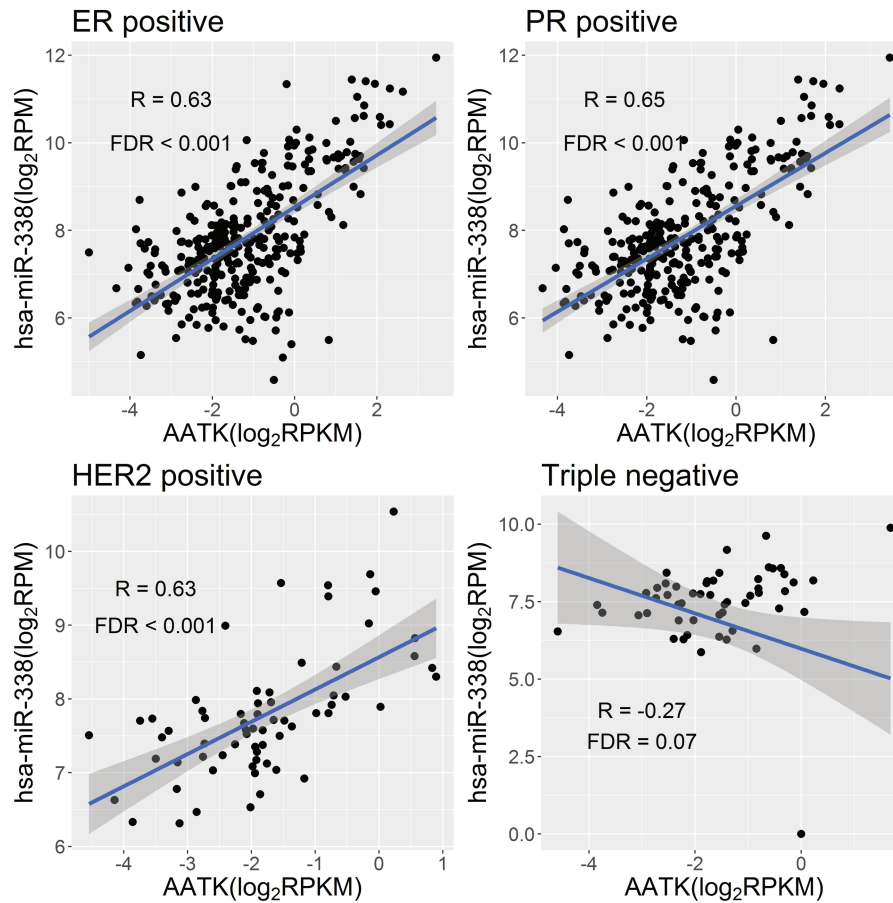 ER positive
hsa-miR-338(log₂RPM)
12
10
8
6
R = 0.63
FDR < 0.001
-4
-2
0
2
AATK(log₂RPKM)
PR positive
hsa-miR-338(log₂RPM)
12
10
8
6
R = 0.65
FDR < 0.001
-4
-2
0
2
AATK(log₂RPKM)
HER2 positive
hsa-miR-338(log₂RPM)
10
9
8
7
6
R = 0.63
FDR < 0.001
-4
-3
-2
-1
0
1
AATK(log₂RPKM)
Triple negative
hsa-miR-338(log₂RPM)
10.0
7.5
5.0
2.5
0.0
R = -0.27
FDR = 0.07
-4
-2
0
AATK(log₂RPKM)